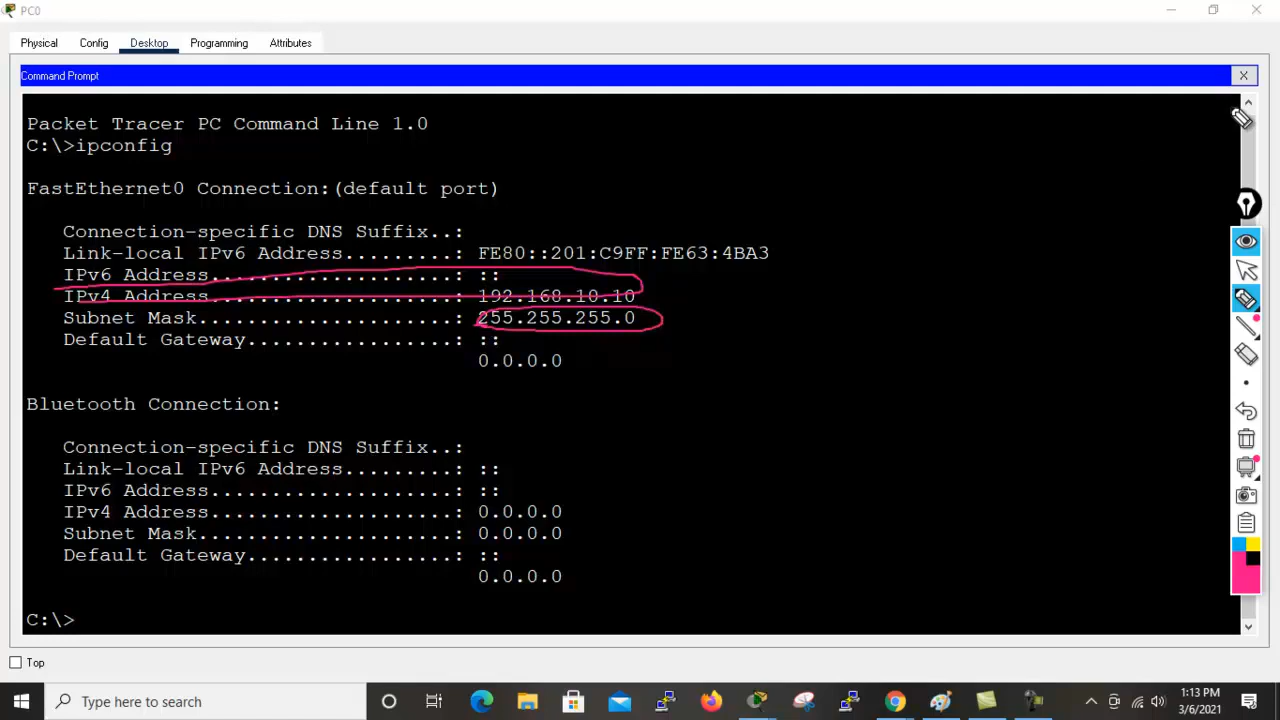 PC0
Physical Config Desktop Programming Attributes
Command Prompt X
Packet Tracer PC Command Line 1.0
C:\>ipconfig
FastEthernet0 Connection:(default port)
Connection-specific DNS Suffix..:
Link-local IPv6 Address.........: FE80::201:C9FF:FE63:4BA3
IPv6 Address....................: ::
IPv4 Address....................: 192.168.10.10
Subnet Mask.....................: 255.255.255.0
Default Gateway.................: ::
0.0.0.0
Bluetooth Connection:
Connection-specific DNS Suffix..:
Link-local IPv6 Address.........: ::
IPv6 Address....................: ::
IPv4 Address....................: 0.0.0.0
Subnet Mask.....................: 0.0.0.0
Default Gateway.................: ::
0.0.0.0
C:\>
Top
Type here to search
1:13 PM
3/6/2021